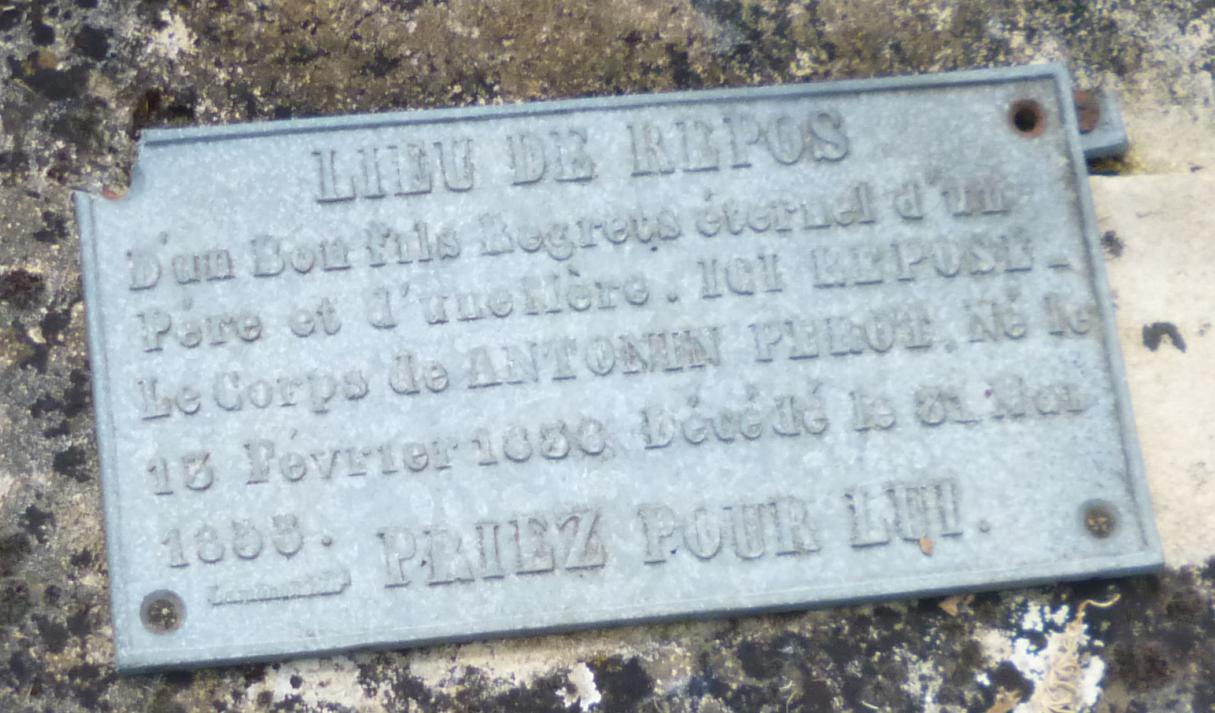 LIEU DE REPOS
D'un Bon fils Regrets éternel d'un
Père et d'une Mère. ICI REPOSE.
Le Corps de ANTONIN PEROT. Né le
13 Février 1838 Décédé le 31 Mai
PRIEZ POUR LUI.